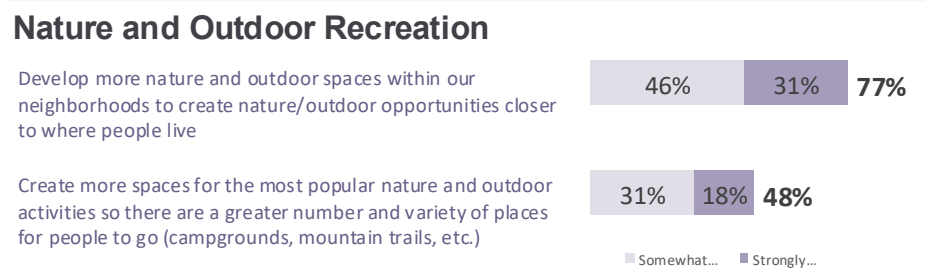 Nature and Outdoor Recreation
Develop more nature and outdoor spaces within our
neighborhoods to create nature/outdoor opportunities closer
to where people live
46% 31% 77%
Create more spaces for the most popular nature and outdoor
activities so there are a greater number and variety of places
for people to go (campgrounds, mountain trails, etc.)
31% 18% 48%
Somewhat... Strongly...